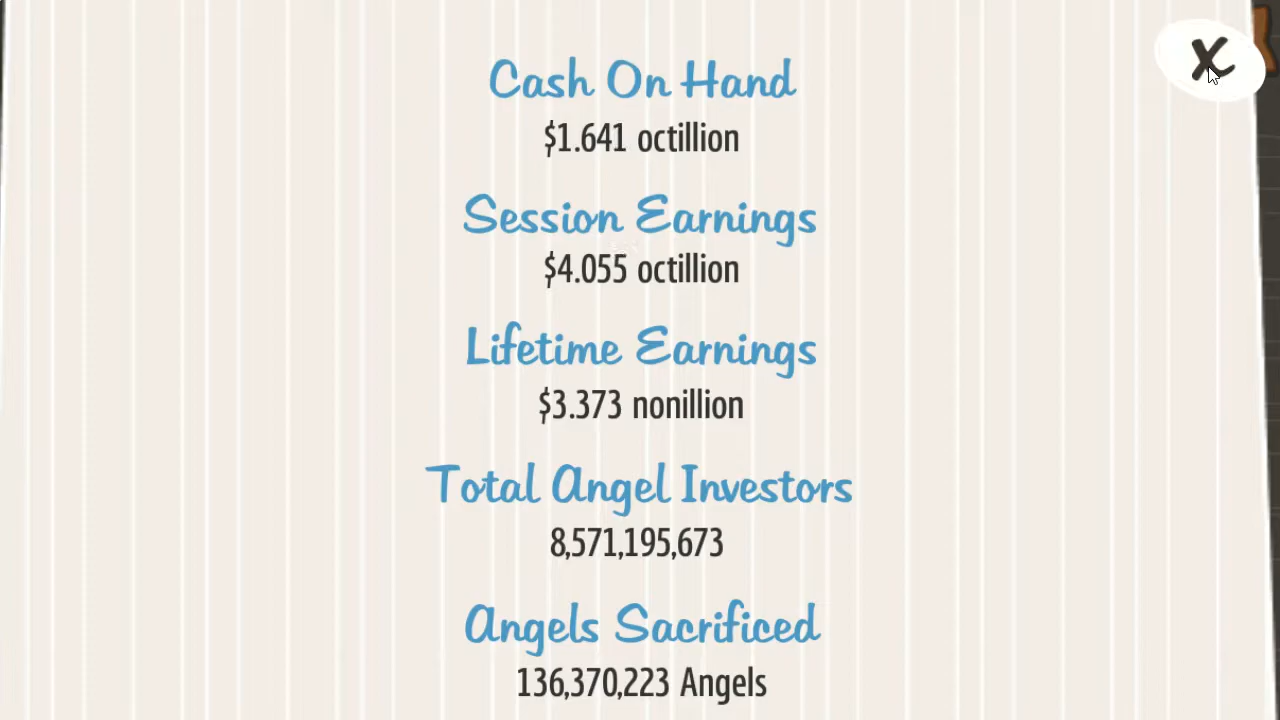 X
Cash On Hand
$1.641 octillion
Session Earnings
$4.055 octillion
Lifetime Earnings
$3.373 nonillion
Total Angel Investors
8,571,195,673
Angels Sacrificed
136,370,223 Angels